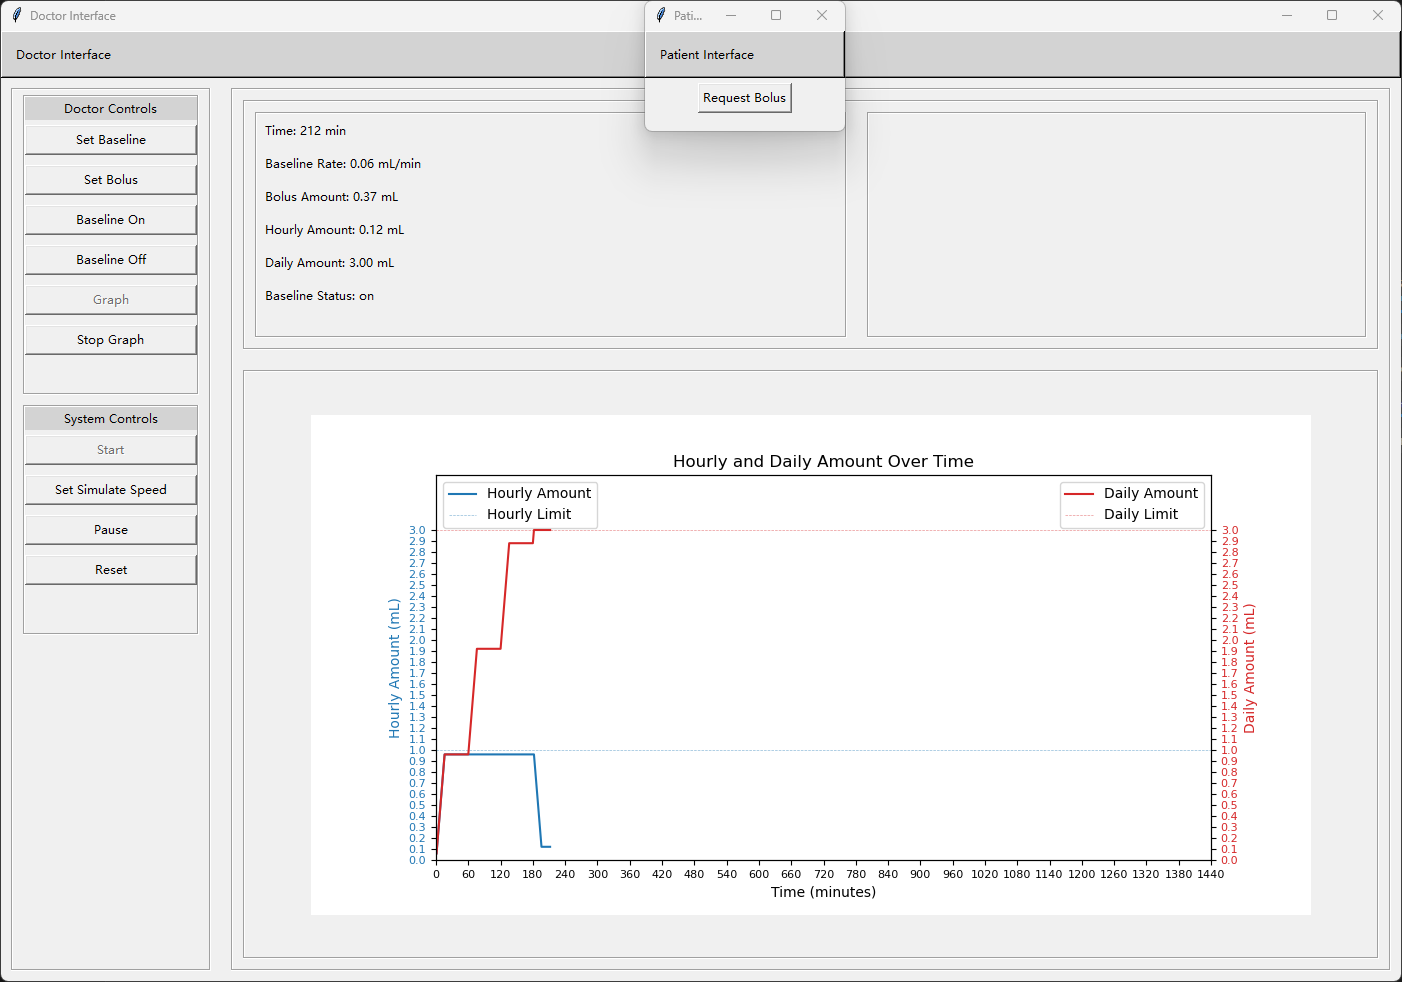 Doctor Interface
Pati...
Doctor Interface
Patient Interface
Request Bolus
Doctor Controls
Set Baseline
Set Bolus
Baseline On
Baseline Off
Graph
Stop Graph
System Controls
Start
Set Simulate Speed
Pause
Reset
Time: 212 min
Baseline Rate: 0.06 mL/min
Bolus Amount: 0.37 mL
Hourly Amount: 0.12 mL
Daily Amount: 3.00 mL
Baseline Status: on
Hourly and Daily Amount Over Time
Hourly Amount
Hourly Limit
Daily Amount
Daily Limit
Hourly Amount (mL)
3.0
2.9
2.8
2.7
2.6
2.5
2.4
2.3
2.2
2.1
2.0
1.9
1.8
1.7
1.6
1.5
1.4
1.3
1.2
1.1
1.0
0.9
0.8
0.7
0.6
0.5
0.4
0.3
0.2
0.1
0.0
3.0
2.9
2.8
2.7
2.6
2.5
2.4
2.3
2.2
2.1
2.0
1.9
1.8
1.7
1.6
1.5
1.4
1.3
1.2
1.1
1.0
0.9
0.8
0.7
0.6
0.5
0.4
0.3
0.2
0.1
0.0
Daily Amount (mL)
0 60 120 180 240 300 360 420 480 540 600 660 720 780 840 900 960 1020 1080 1140 1200 1260 1320 1380 1440
Time (minutes)